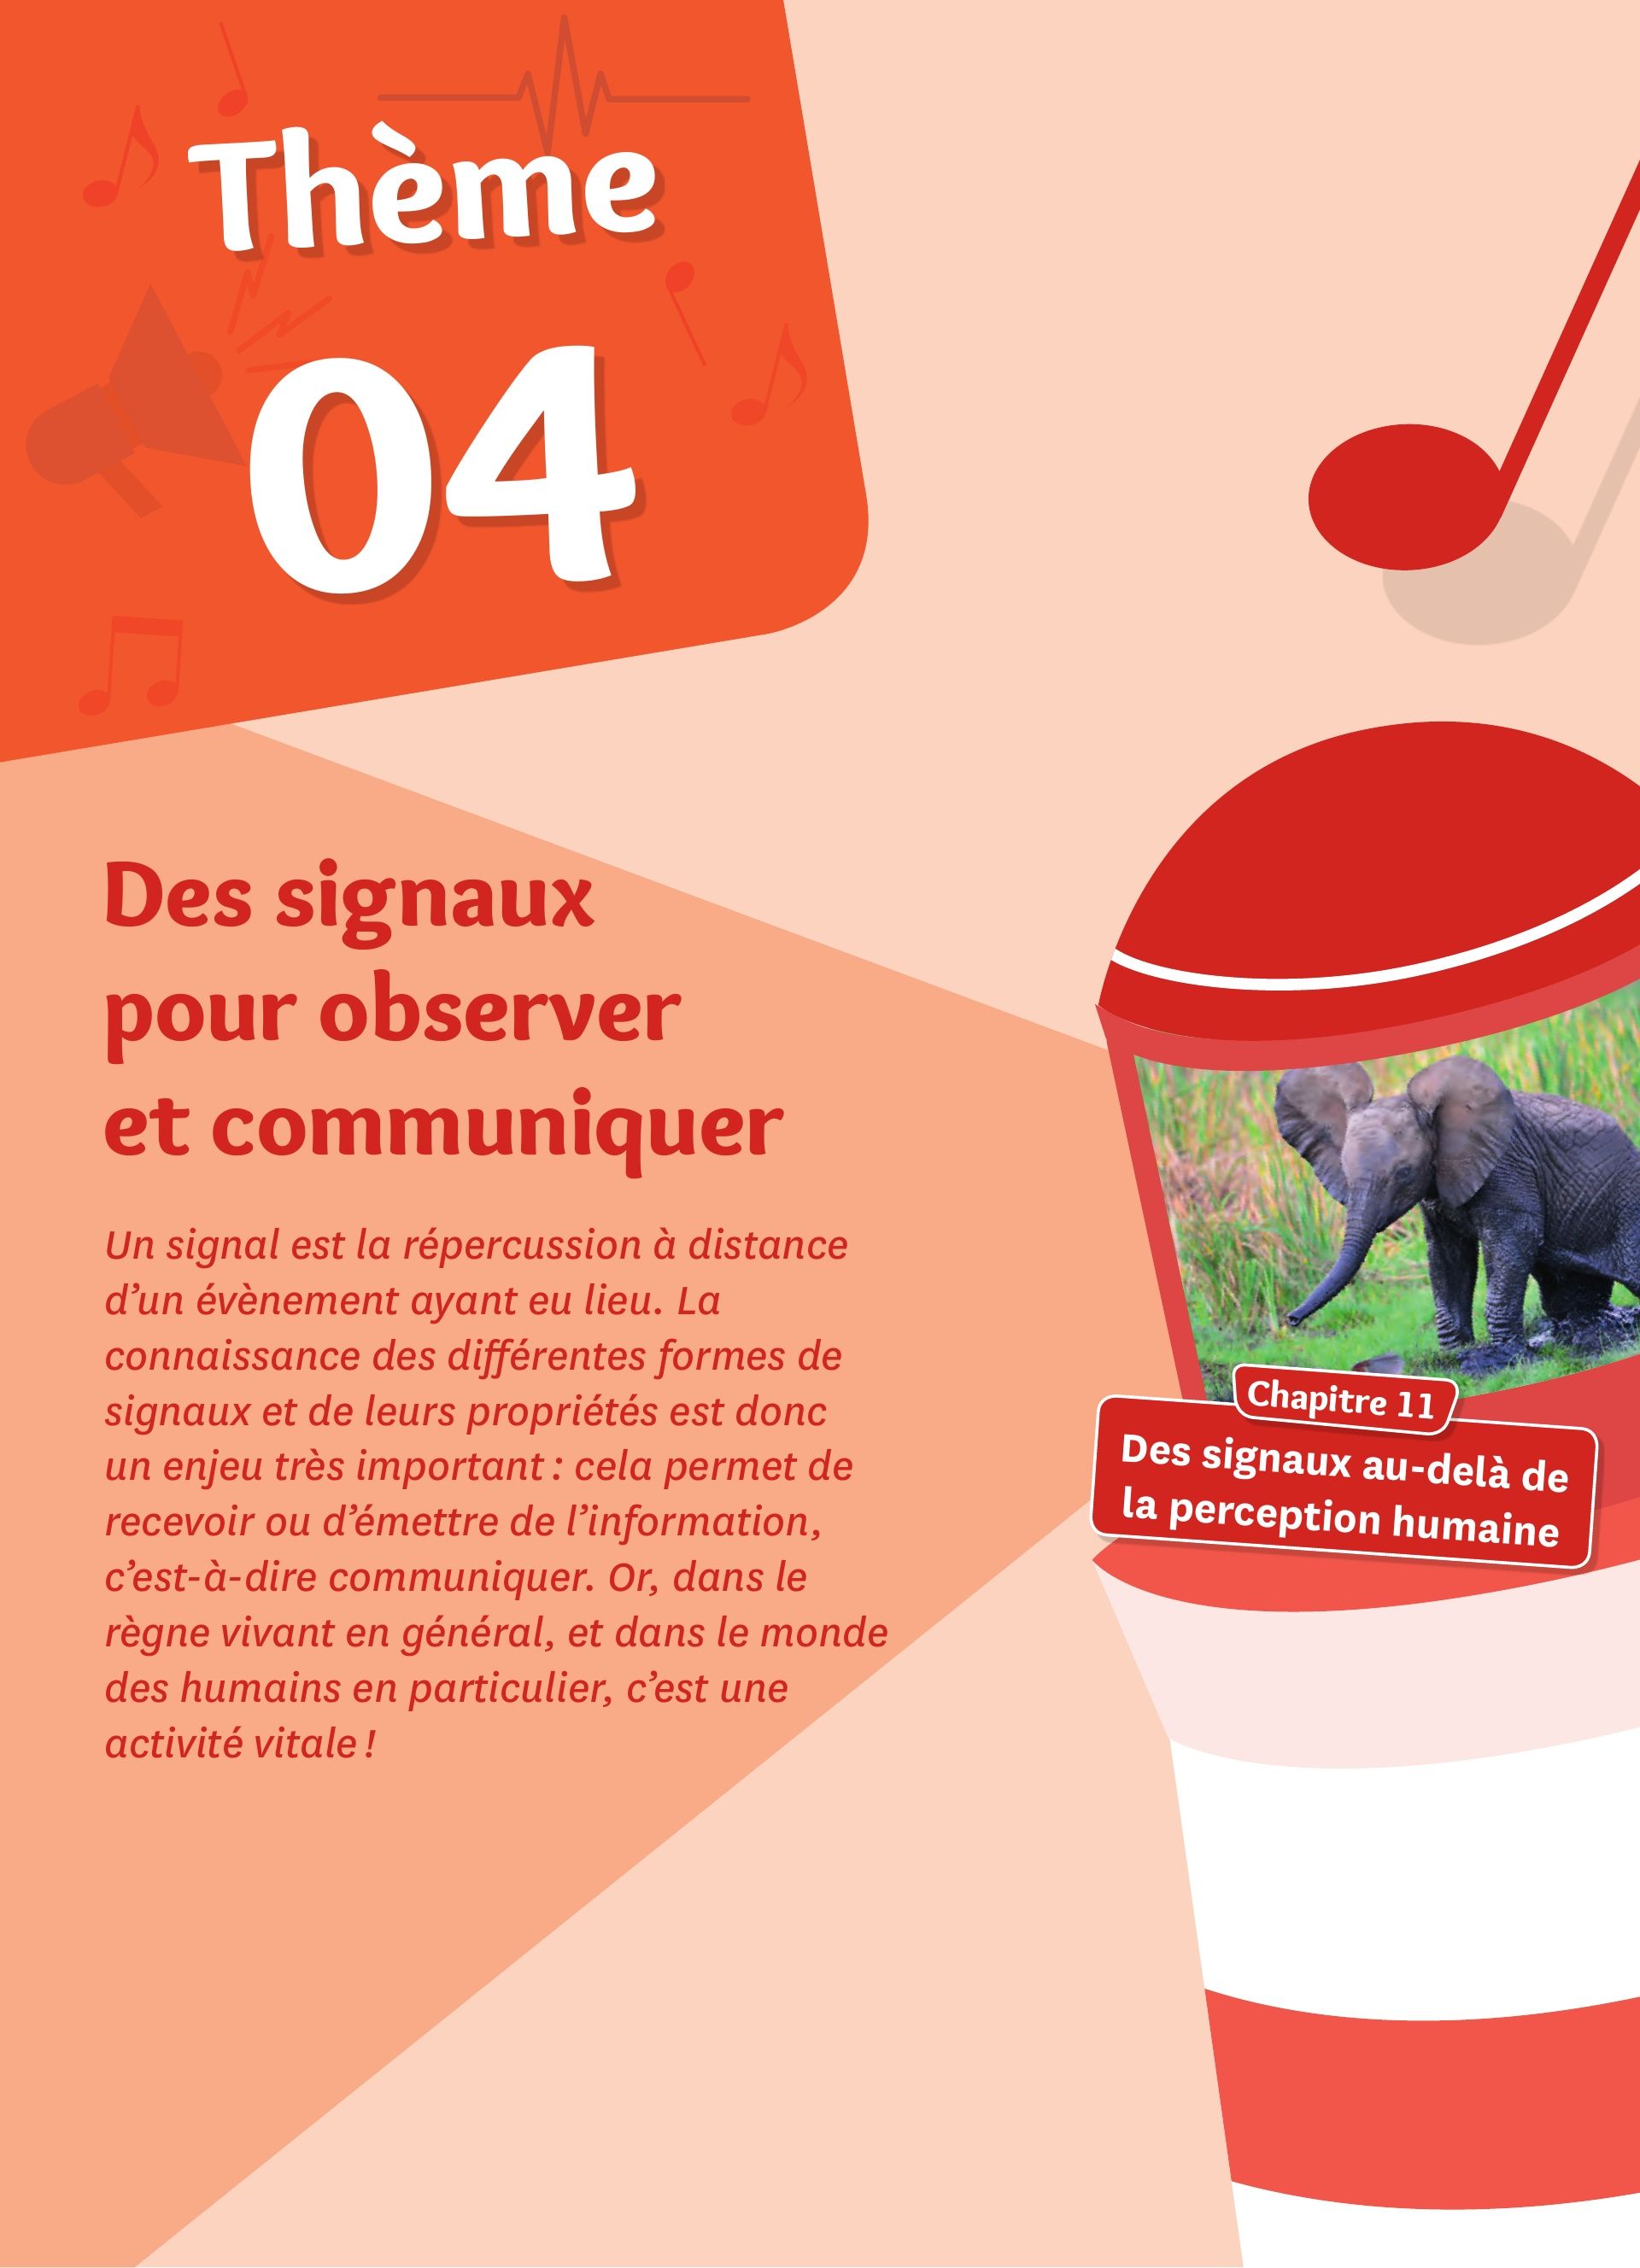 Thème
04
Des signaux
pour observer
et communiquer
Un signal est la répercussion à distance
d’un évènement ayant eu lieu. La
connaissance des différentes formes de
signaux et de leurs propriétés est donc
un enjeu très important : cela permet de
recevoir ou d’émettre de l’information,
c’est-à-dire communiquer. Or, dans le
règne vivant en général, et dans le monde
des humains en particulier, c’est une
activité vitale !
Chapitre 11
Des signaux au-delà de
la perception humaine